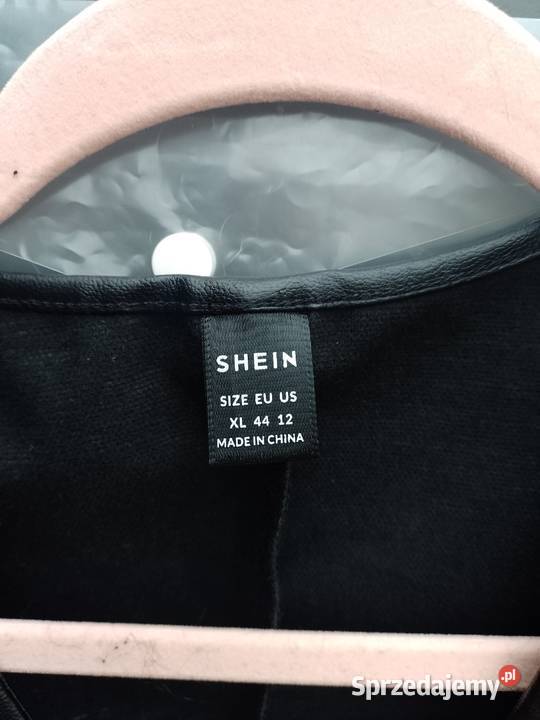 SHEIN
SIZE EU US
XL 44 12
MADE IN CHINA
Sprzedajemy.pl